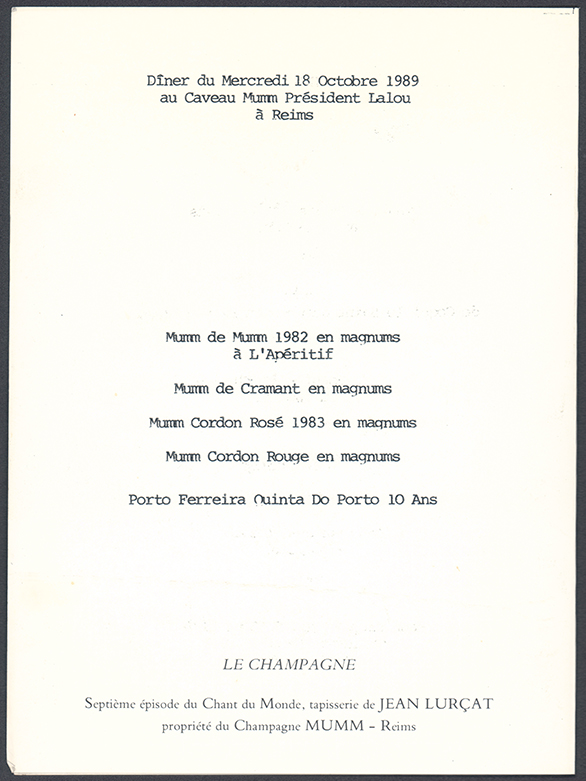 Dîner du Mercredi 18 Octobre 1989
au Caveau Mumm Président Lalou
à Reims
Mumm de Mumm 1982 en magnums
à L'Apéritif
Mumm de Cramant en magnums
Mumm Cordon Rosé 1983 en magnums
Mumm Cordon Rouge en magnums
Porto Ferreira Quinta Do Porto 10 Ans
LE CHAMPAGNE
Septième épisode du Chant du Monde, tapisserie de JEAN LURÇAT
propriété du Champagne MUMM – Reims